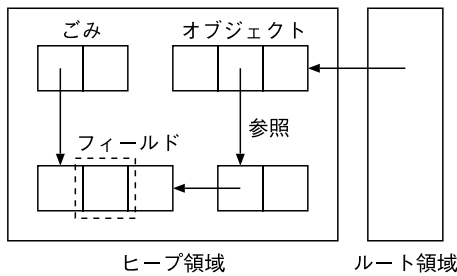 ごみ
オブジェクト
参照
フィールド
ヒープ領域
ルート領域